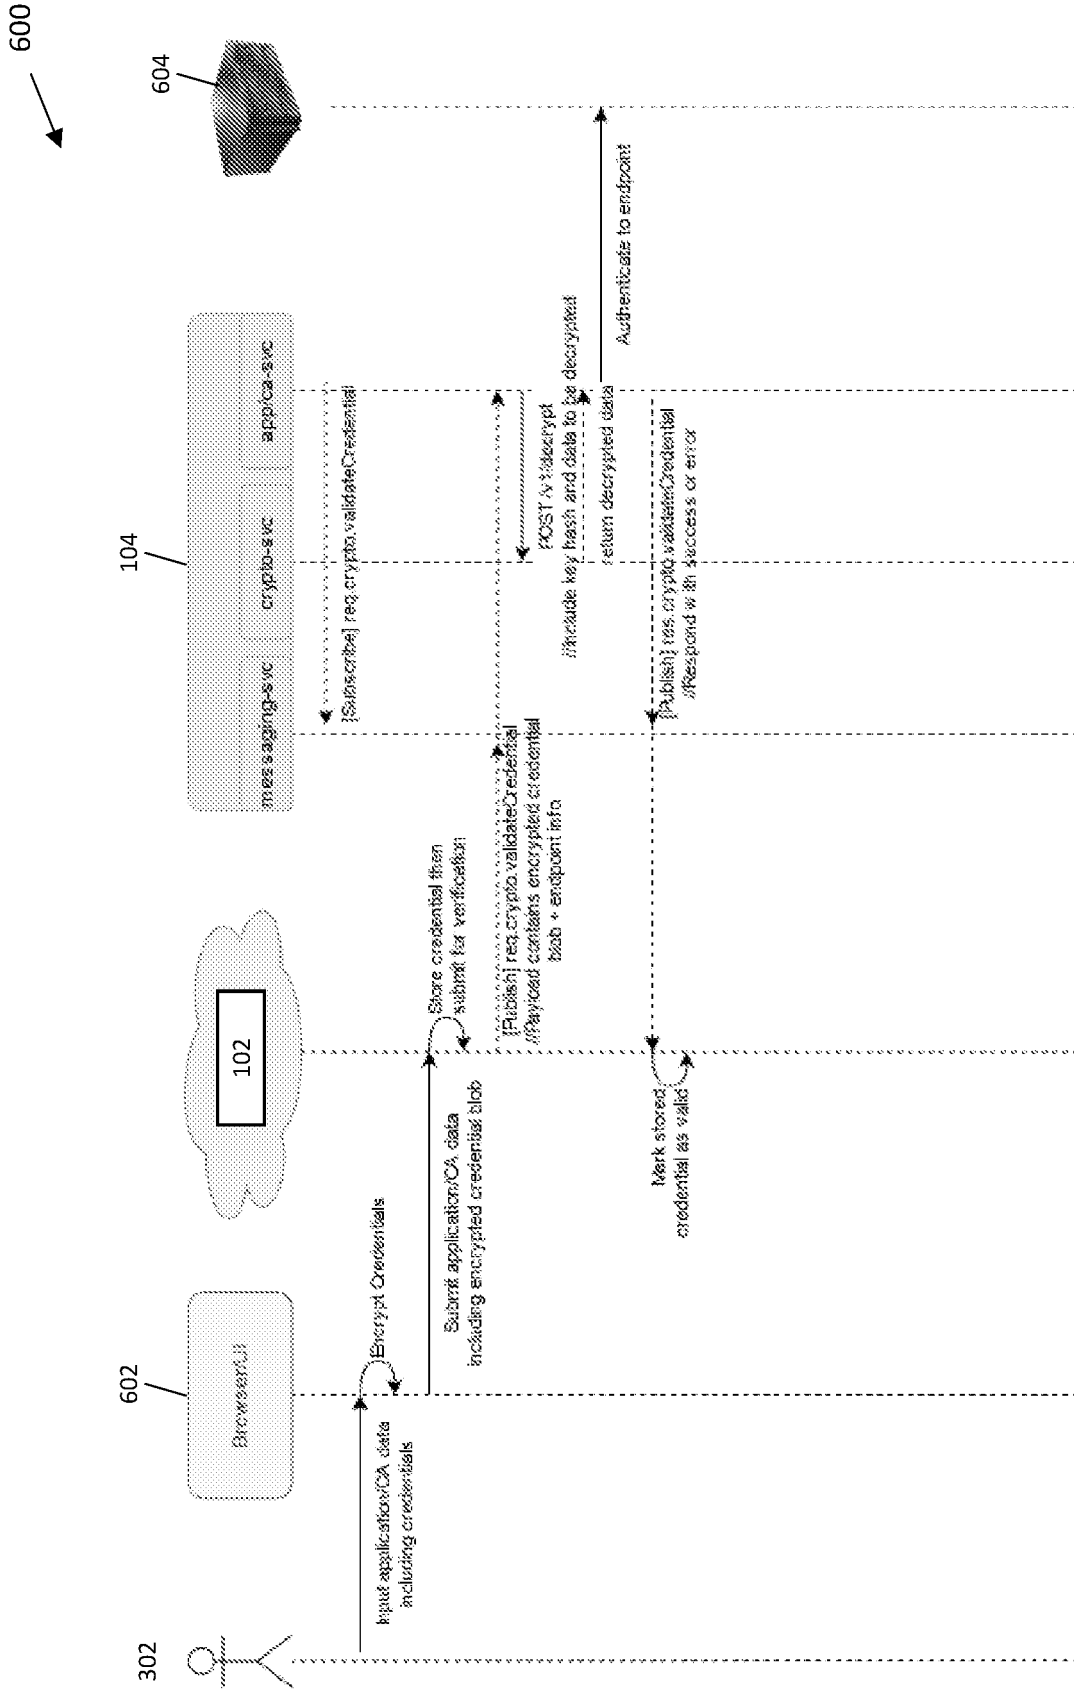 600
302
602
104
604
Browser/UI
102
messaging-svc
crypto-svc
app/ca-svc
[Subscribe] req.crypto.validateCredential
Input application/CA data
including credentials
Encrypt Credentials
Submit application/CA data
including encrypted credential blob
Store credential then
submit for verification
[Publish] req.crypto.validateCredential
//Payload contains encrypted credential
blob + endpoint info
POST /v1/decrypt
//Include key hash and data to be decrypted
return decrypted data
Authenticate to endpoint
[Publish] res.crypto.validateCredential
//Respond with success or error
Mark stored
credential as valid